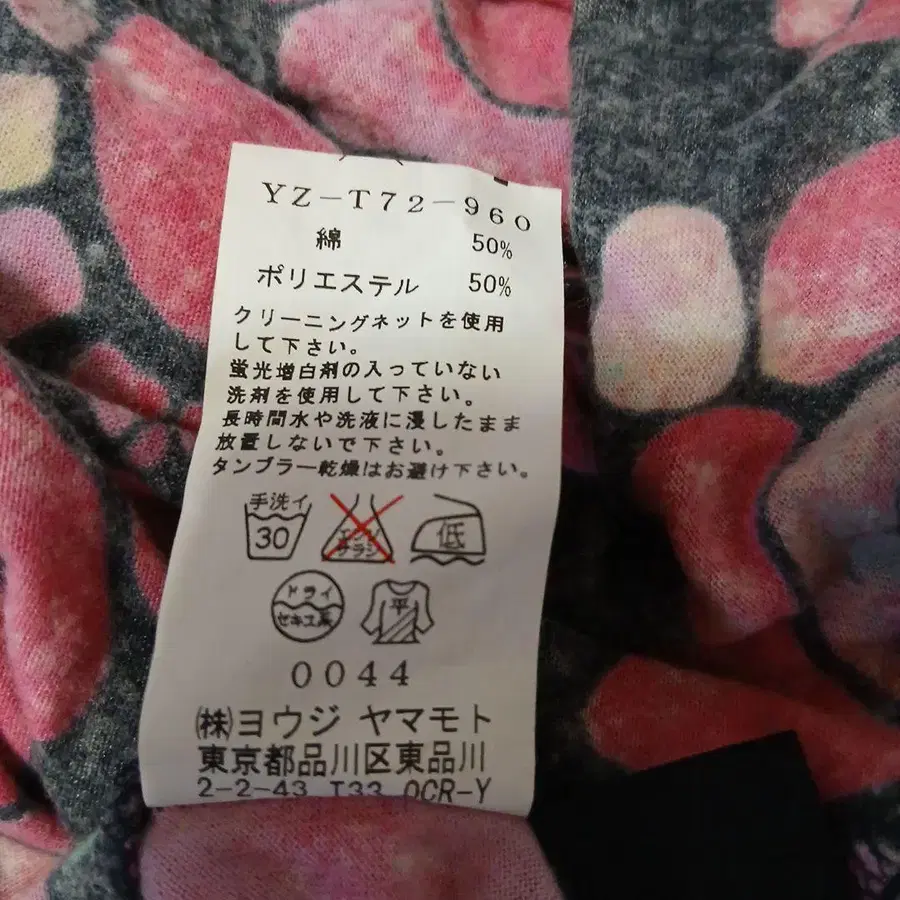 YZ-T72-960
綿 50%
ポリエステル 50%
クリーニングネットを使用
して下さい。
蛍光増白剤の入っていない
洗剤を使用して下さい。
長時間水や洗液に浸したまま
放置しないで下さい。
タンブラー乾燥はお避け下さい。
手洗イ
30
エンソ
サラシ
低
ドライ
セキユ系
平
0044
㈱ヨウジ ヤマモト
東京都品川区東品川
2-2-43 T33 OCR-Y